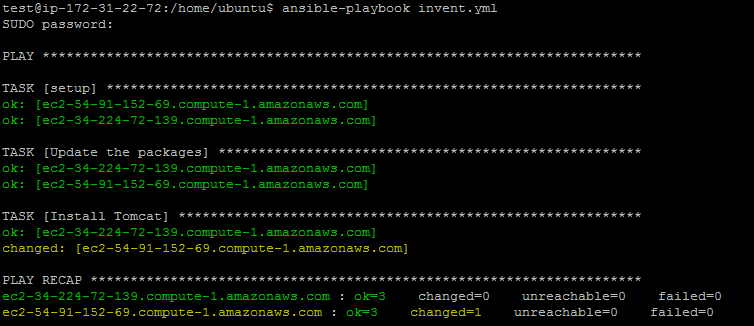 test@ip-172-31-22-72:/home/ubuntu$ ansible-playbook invent.yml
SUDO password:
PLAY ***************************************************************************
TASK [setup] *******************************************************************
ok: [ec2-54-91-152-69.compute-1.amazonaws.com]
ok: [ec2-34-224-72-139.compute-1.amazonaws.com]
TASK [Update the packages] *****************************************************
ok: [ec2-34-224-72-139.compute-1.amazonaws.com]
ok: [ec2-54-91-152-69.compute-1.amazonaws.com]
TASK [Install Tomcat] **********************************************************
ok: [ec2-34-224-72-139.compute-1.amazonaws.com]
changed: [ec2-54-91-152-69.compute-1.amazonaws.com]
PLAY RECAP *********************************************************************
ec2-34-224-72-139.compute-1.amazonaws.com : ok=3    changed=0    unreachable=0    failed=0
ec2-54-91-152-69.compute-1.amazonaws.com : ok=3    changed=1    unreachable=0    failed=0